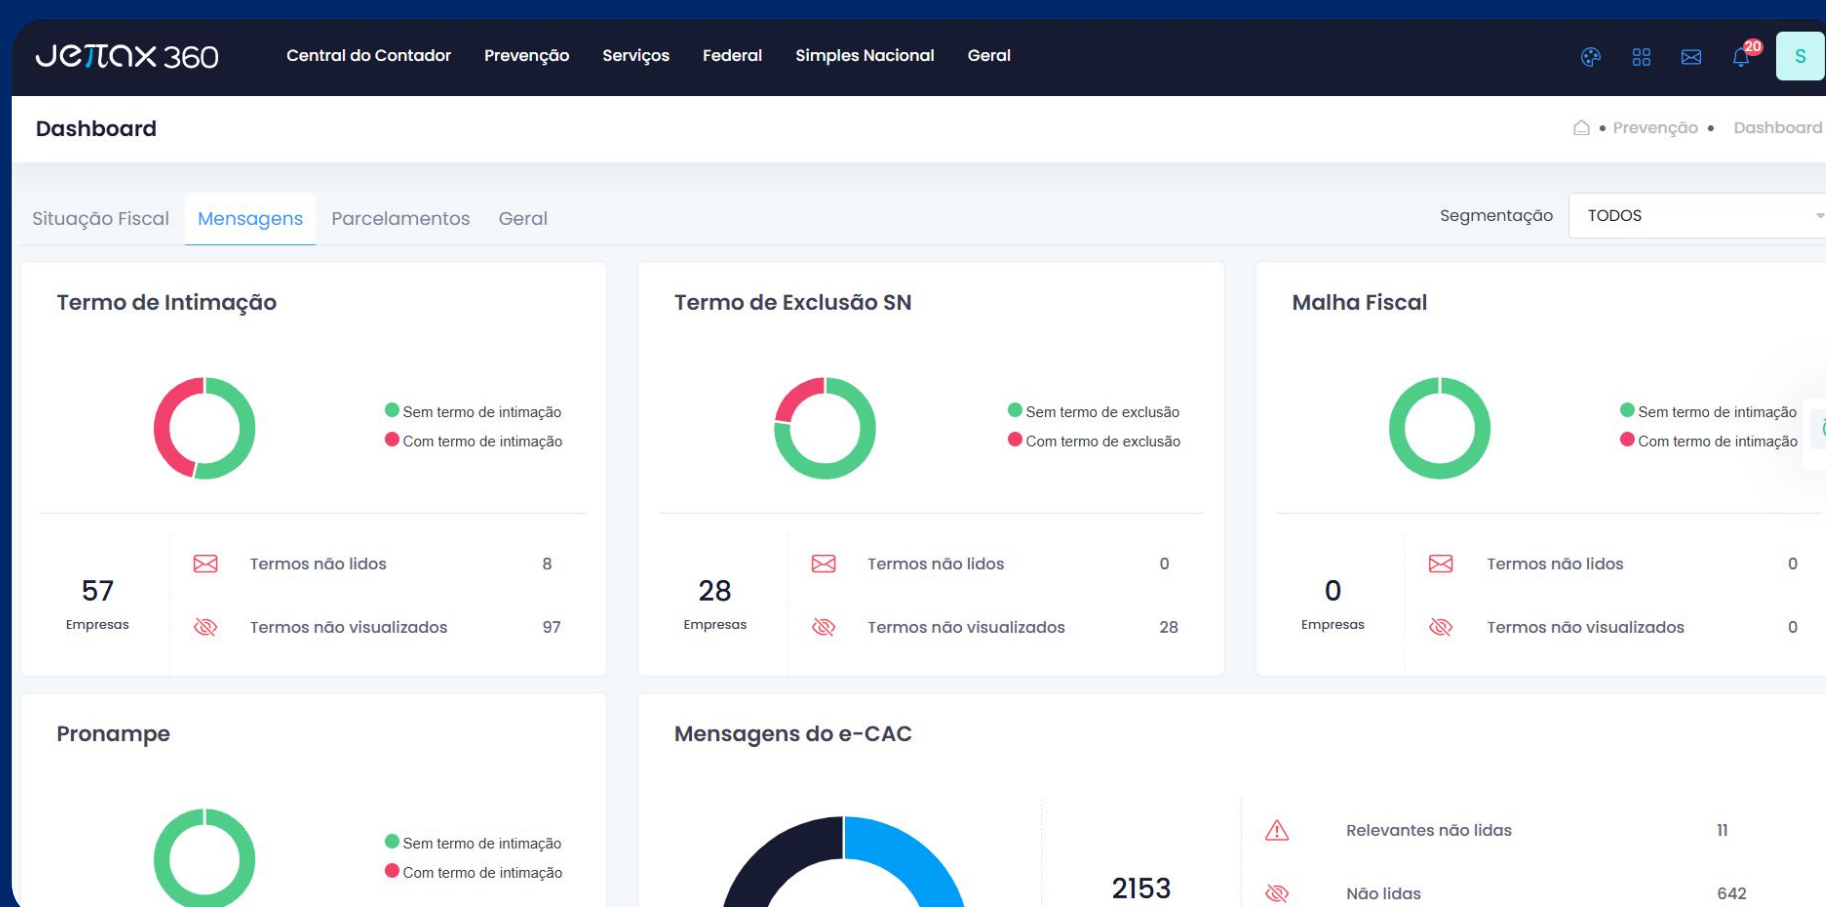 JETTAX 360
Central do Contador Prevenção Serviços Federal Simples Nacional Geral
20
S
Dashboard
Prevenção • Dashboard
Situação Fiscal Mensagens Parcelamentos Geral
Segmentação TODOS
Termo de Intimação
Sem termo de intimação
Com termo de intimação
57
Empresas
Termos não lidos 8
Termos não visualizados 97
Termo de Exclusão SN
Sem termo de exclusão
Com termo de exclusão
28
Empresas
Termos não lidos 0
Termos não visualizados 28
Malha Fiscal
Sem termo de intimação
Com termo de intimação
0
Empresas
Termos não lidos 0
Termos não visualizados 0
Pronampe
Sem termo de intimação
Com termo de intimação
Mensagens do e-CAC
2153
Relevantes não lidas 11
Não lidas 642